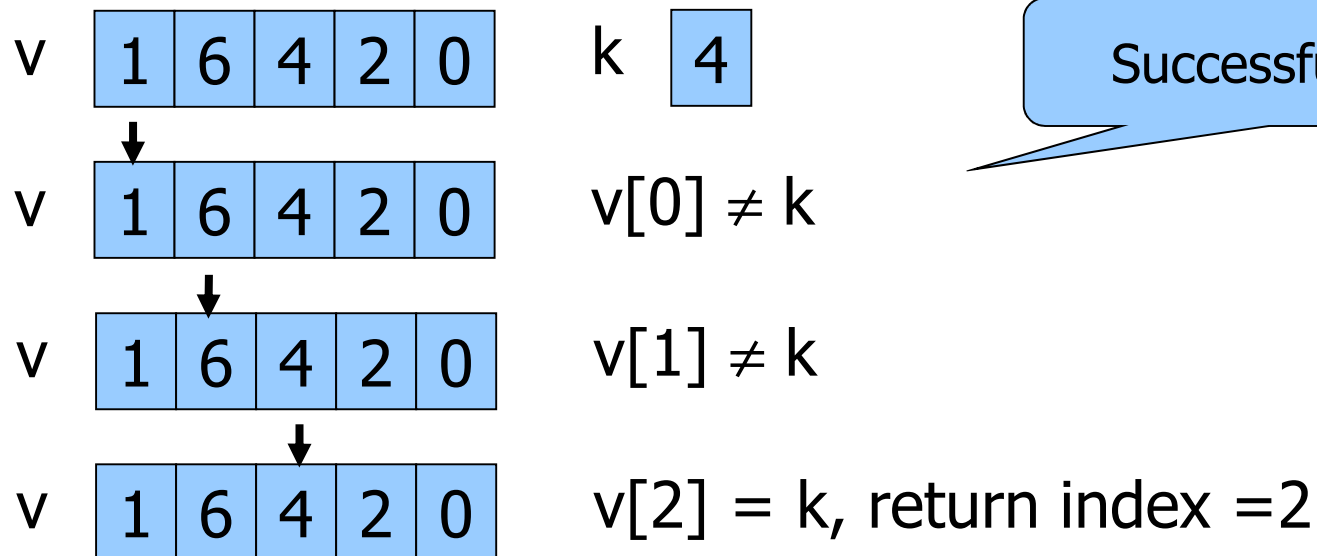 v 1 6 4 2 0 k 4
v 1 6 4 2 0 v[0] ≠ k
v 1 6 4 2 0 v[1] ≠ k
v 1 6 4 2 0 v[2] = k, return index =2